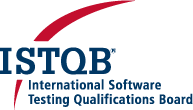 ISTQB®
International Software
Testing Qualifications Board